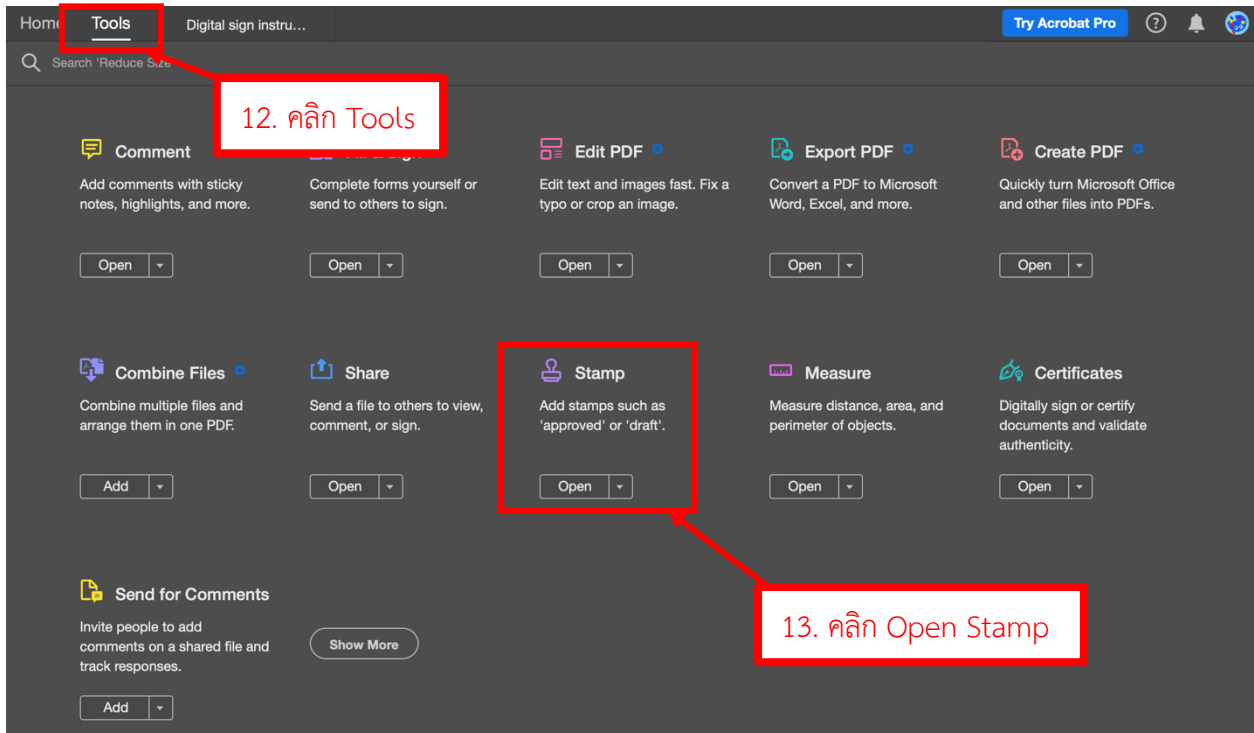 Home Tools Digital sign instru...
Try Acrobat Pro
Search 'Reduce Size'
12. คลิก Tools
Comment
Add comments with sticky
notes, highlights, and more.
Open
Complete forms yourself or
send to others to sign.
Open
Edit PDF
Edit text and images fast. Fix a
typo or crop an image.
Open
Export PDF
Convert a PDF to Microsoft
Word, Excel, and more.
Open
Create PDF
Quickly turn Microsoft Office
and other files into PDFs.
Open
Combine Files
Combine multiple files and
arrange them in one PDF.
Add
Share
Send a file to others to view,
comment, or sign.
Open
Stamp
Add stamps such as
'approved' or 'draft'.
Open
Measure
Measure distance, area, and
perimeter of objects.
Open
Certificates
Digitally sign or certify
documents and validate
authenticity.
Open
13. คลิก Open Stamp
Send for Comments
Invite people to add
comments on a shared file and
track responses.
Add
Show More